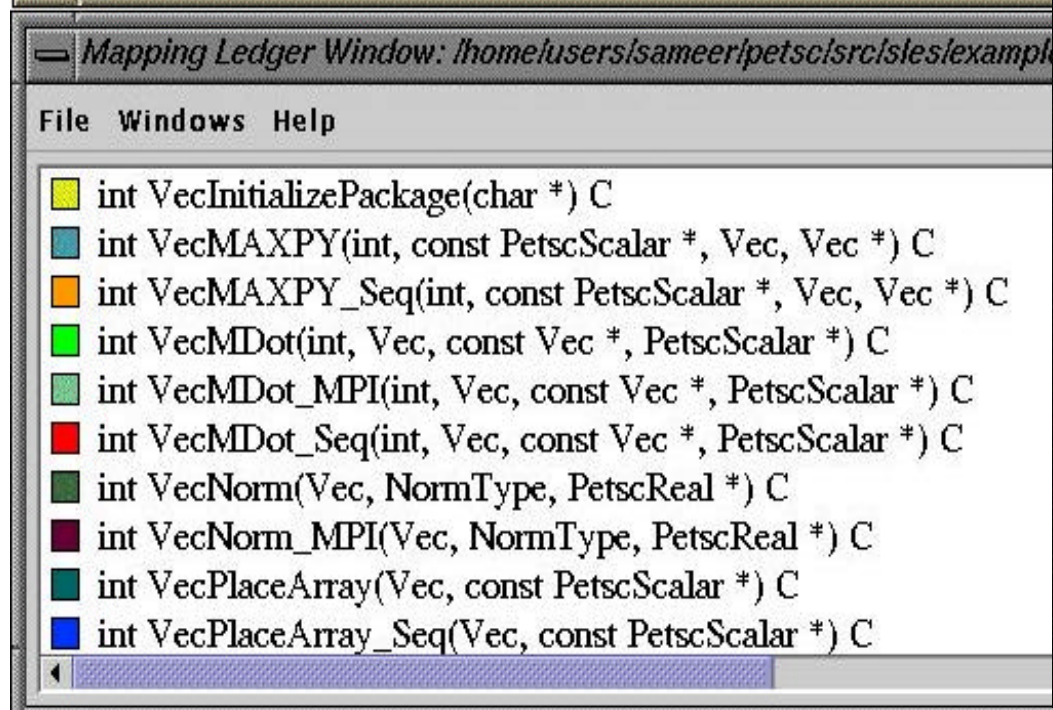 Mapping Ledger Window: /home/users/sameer/petsc/src/sles/example
File Windows Help
int VecInitializePackage(char *) C
int VecMAXPY(int, const PetscScalar *, Vec, Vec *) C
int VecMAXPY_Seq(int, const PetscScalar *, Vec, Vec *) C
int VecMDot(int, Vec, const Vec *, PetscScalar *) C
int VecMDot_MPI(int, Vec, const Vec *, PetscScalar *) C
int VecMDot_Seq(int, Vec, const Vec *, PetscScalar *) C
int VecNorm(Vec, NormType, PetscReal *) C
int VecNorm_MPI(Vec, NormType, PetscReal *) C
int VecPlaceArray(Vec, const PetscScalar *) C
int VecPlaceArray_Seq(Vec, const PetscScalar *) C